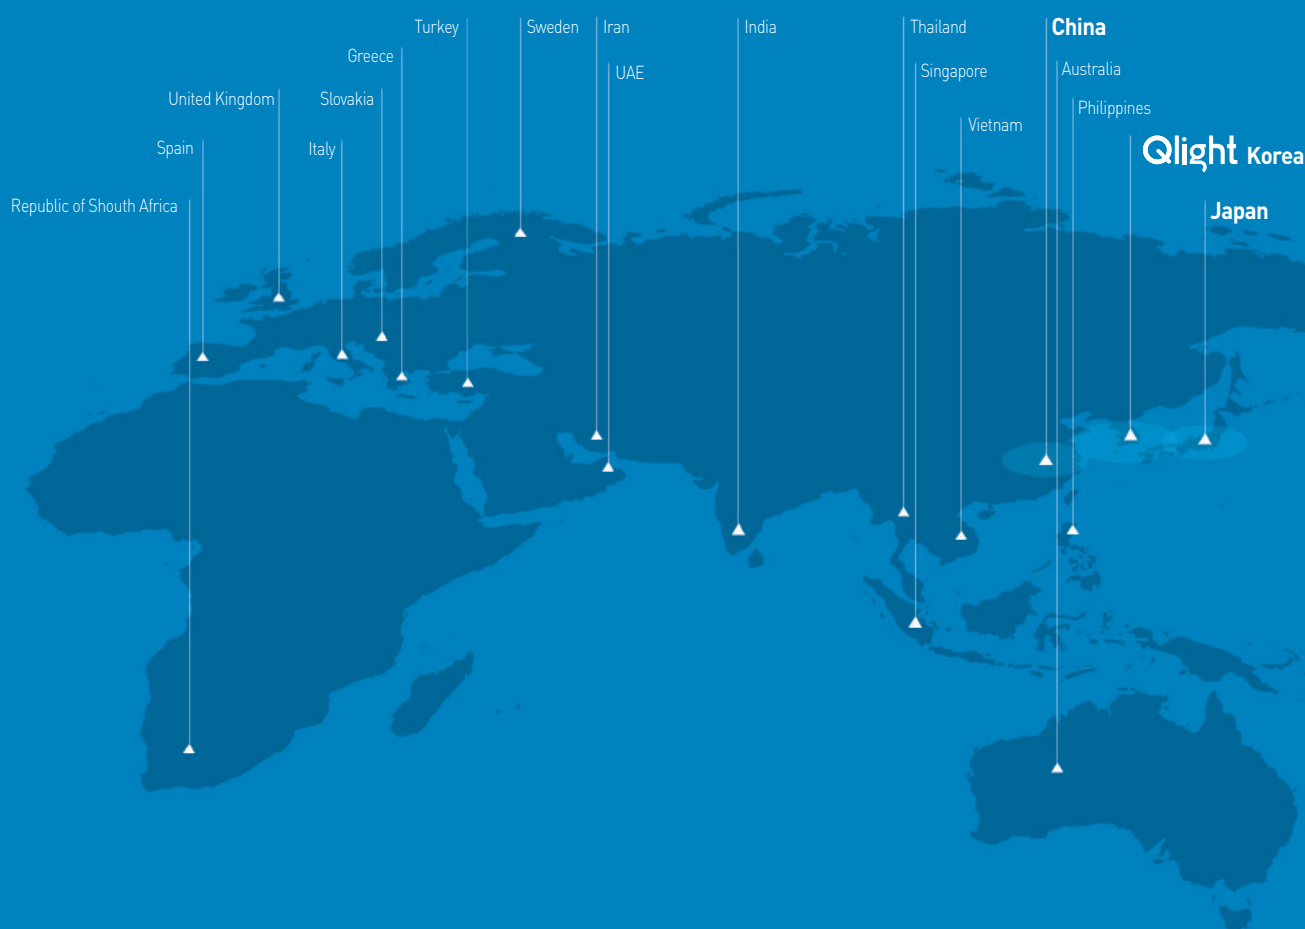 Turkey
Sweden
Iran
India
Thailand
China
Greece
UAE
Singapore
Australia
United Kingdom
Slovakia
Philippines
Vietnam
Spain
Italy
Qlight Korea
Republic of Shouth Africa
Japan